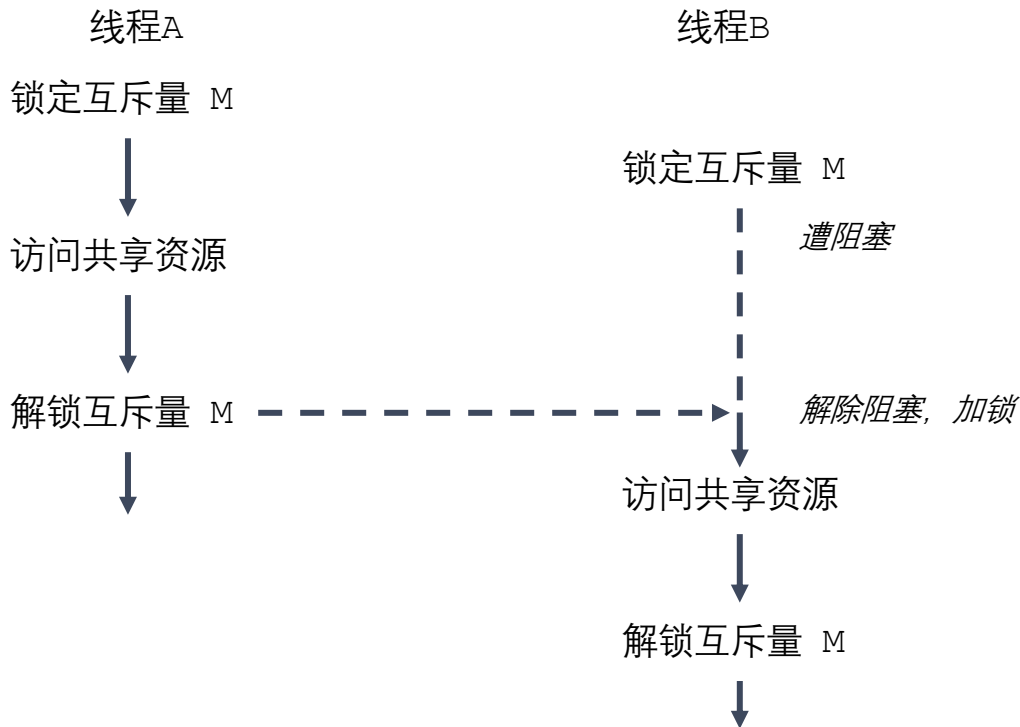 线程A
线程B
锁定互斥量 M
锁定互斥量 M
遭阻塞
访问共享资源
解锁互斥量 M
解除阻塞, 加锁
访问共享资源
解锁互斥量 M